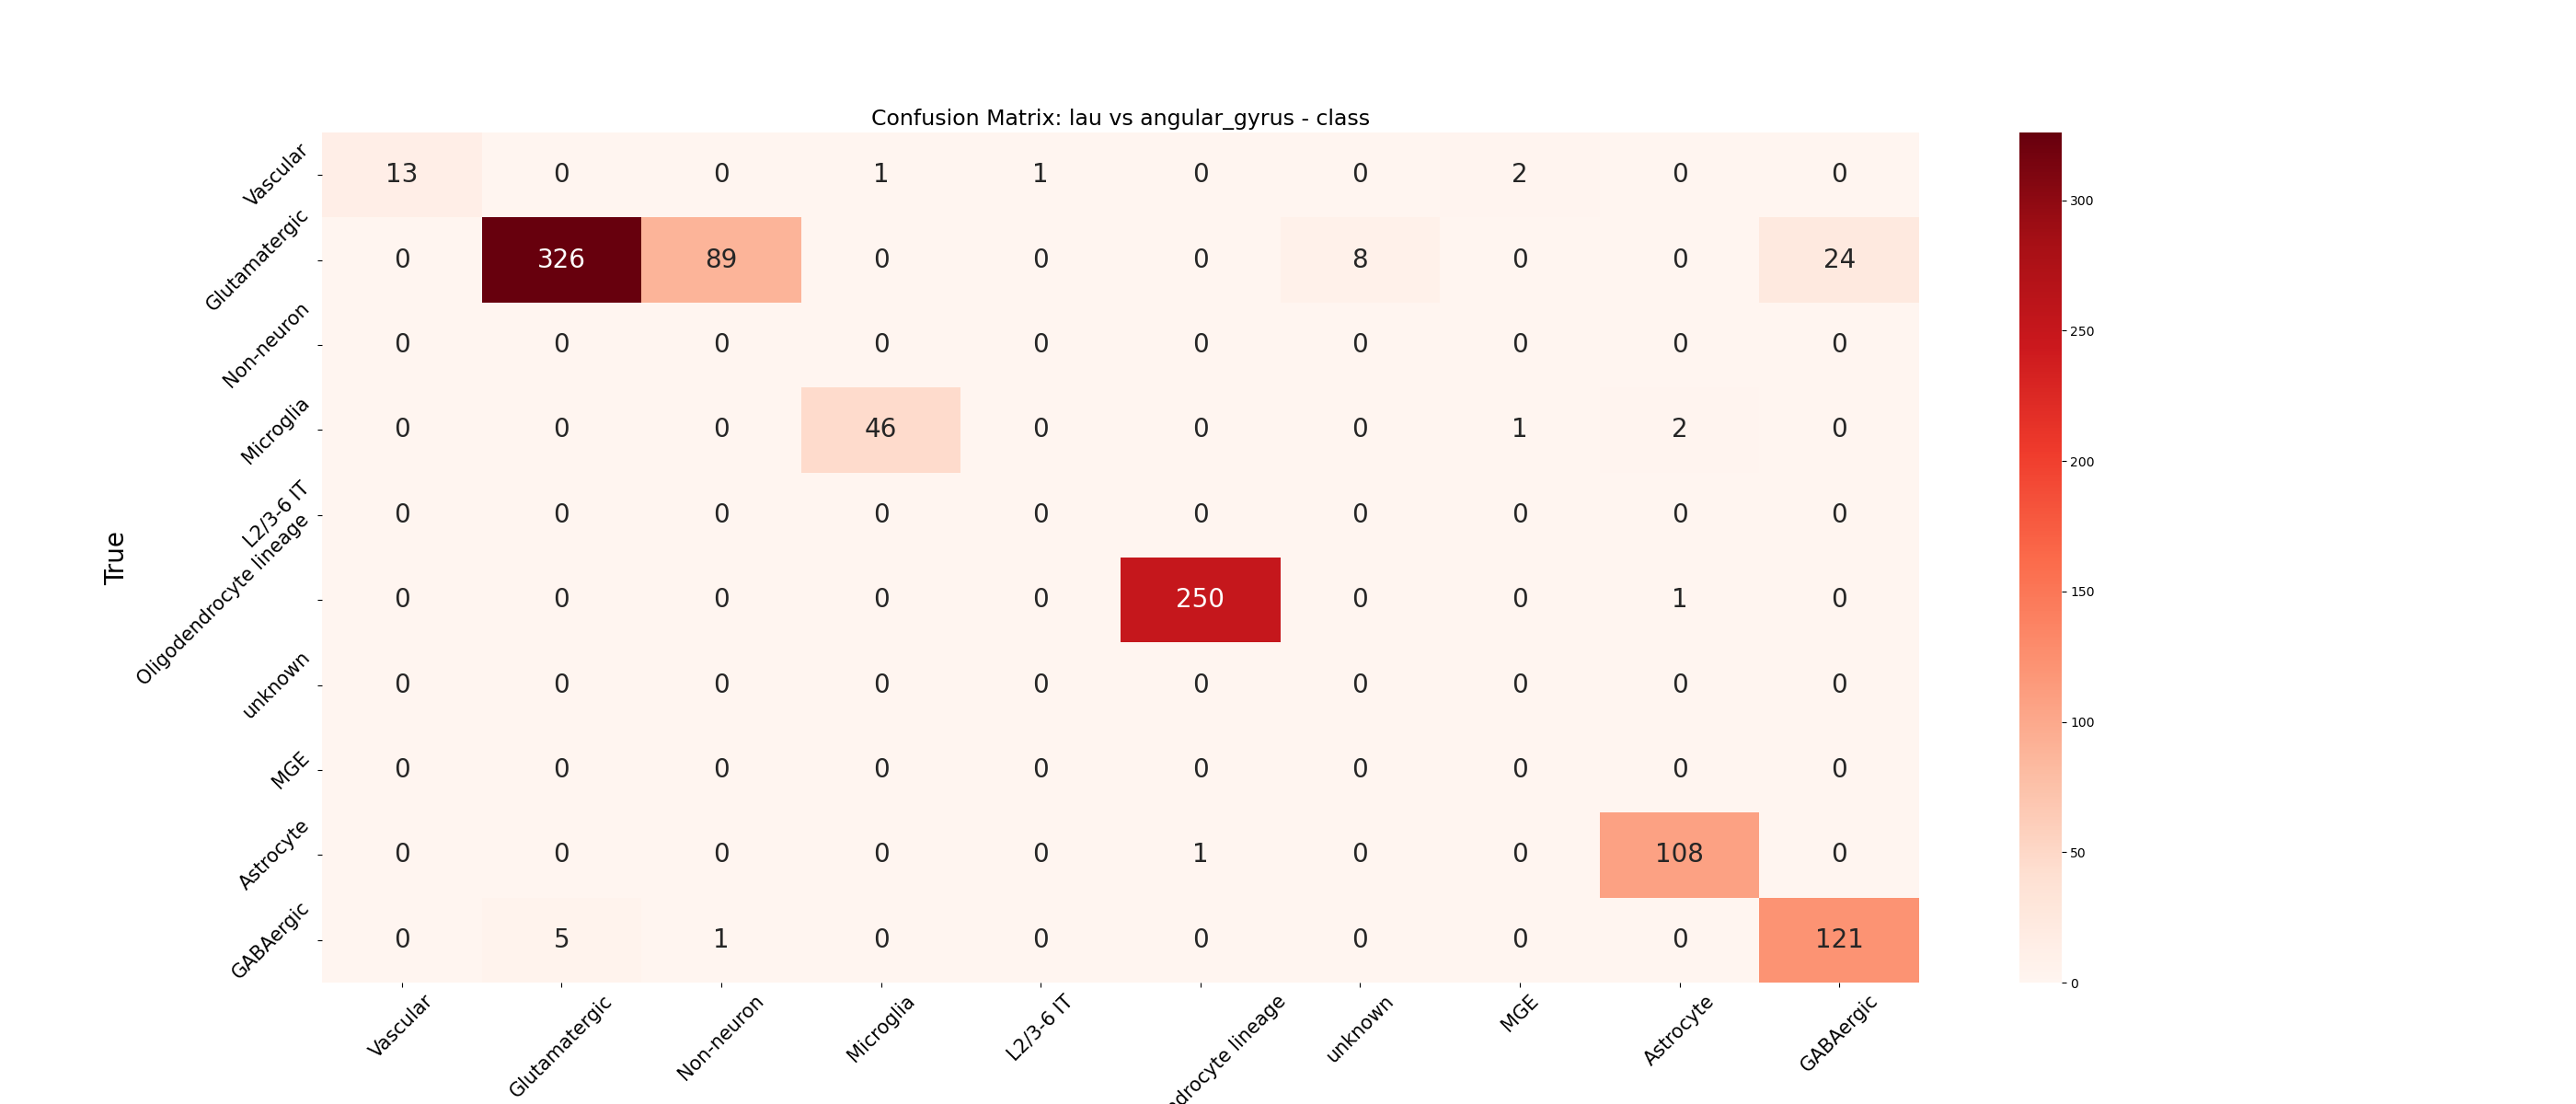 Confusion Matrix: lau vs angular_gyrus - class
True
Vascular 13 0 0 1 1 0 0 2 0 0
Glutamatergic 0 326 89 0 0 0 8 0 0 24
Non-neuron 0 0 0 0 0 0 0 0 0 0
Microglia 0 0 0 46 0 0 0 1 2 0
L2/3-6 IT 0 0 0 0 0 0 0 0 0 0
Oligodendrocyte lineage 0 0 0 0 0 250 0 0 1 0
unknown 0 0 0 0 0 0 0 0 0 0
MGE 0 0 0 0 0 0 0 0 0 0
Astrocyte 0 0 0 0 0 1 0 0 108 0
GABAergic 0 5 1 0 0 0 0 0 0 121
Vascular Glutamatergic Non-neuron Microglia L2/3-6 IT drocyte lineage unknown MGE Astrocyte GABAergic
300
250
200
150
100
50
0